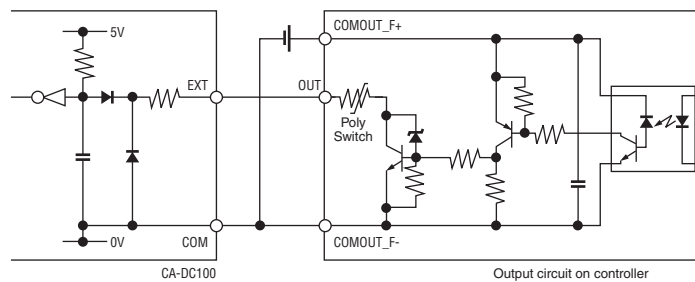 5V
COMOUT_F+
EXT
OUT
Poly
Switch
0V
COM
COMOUT_F-
CA-DC100
Output circuit on controller